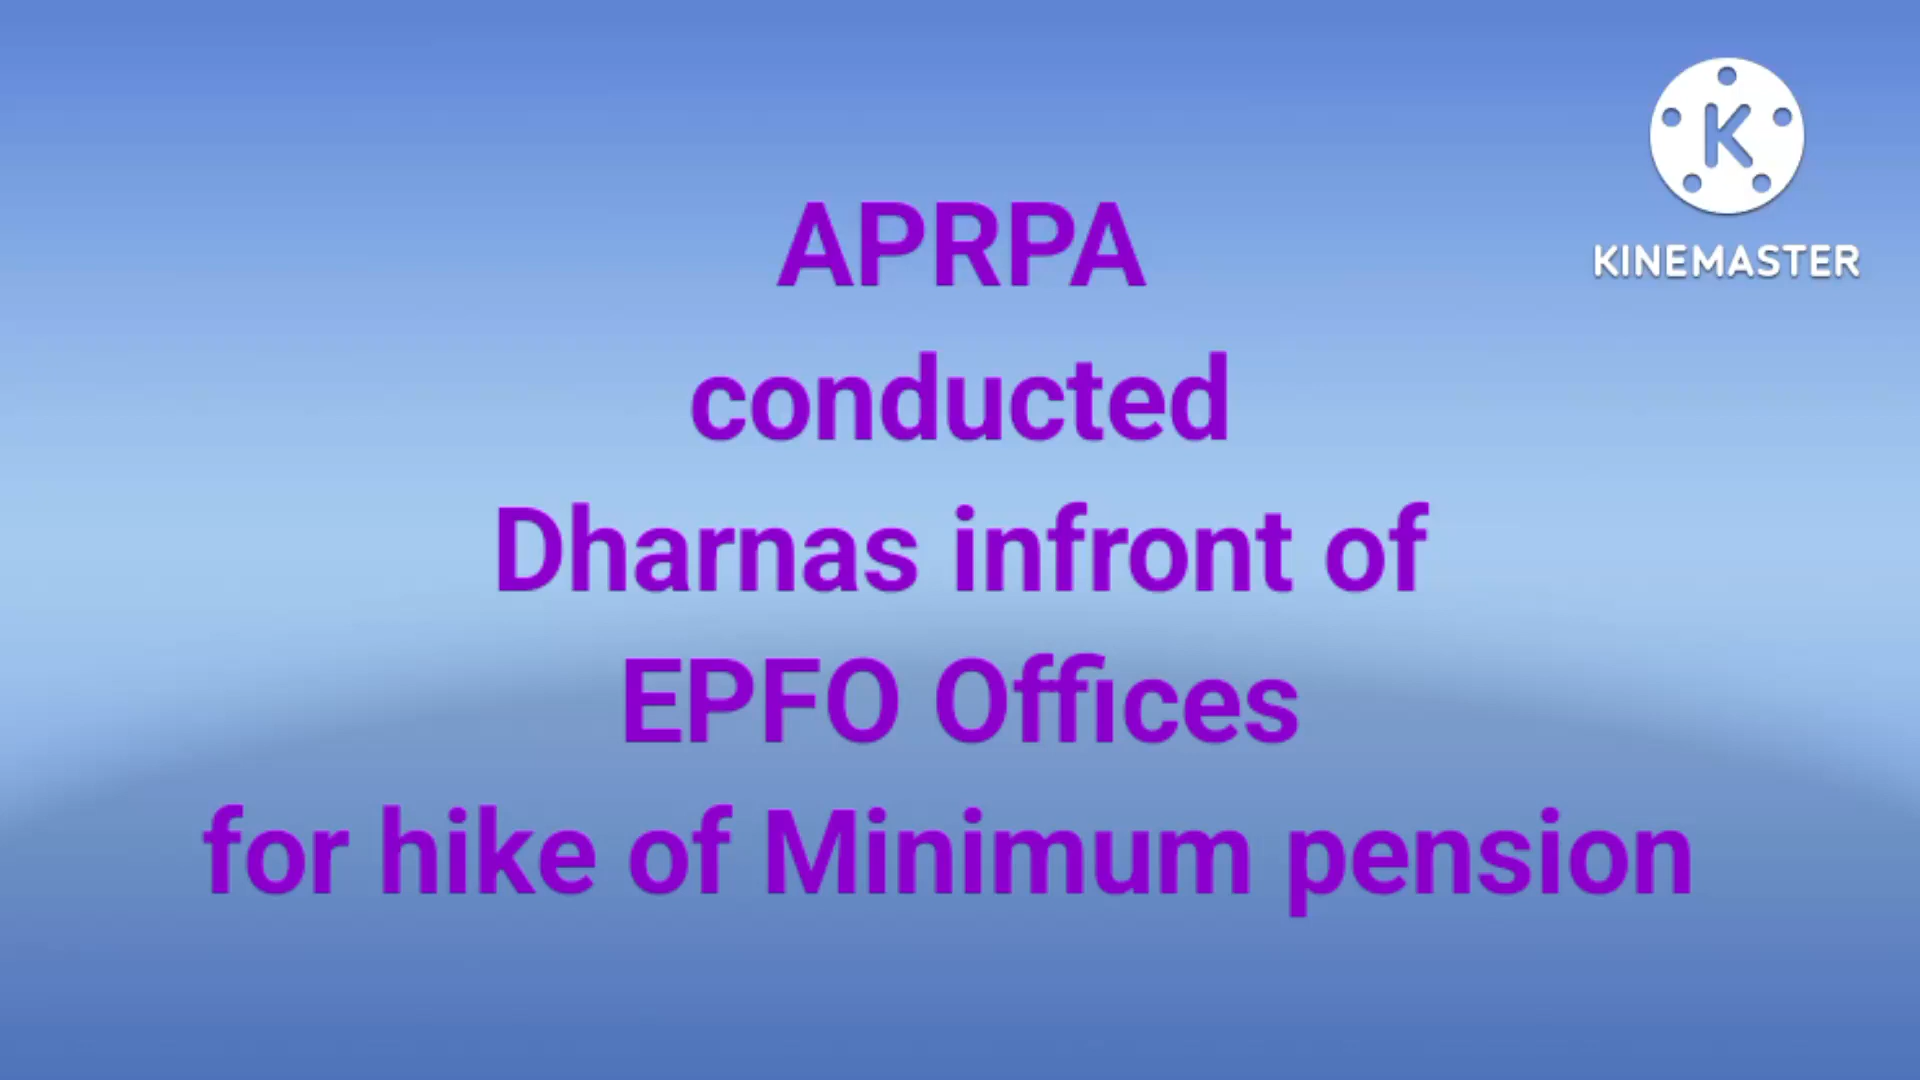 APRPA
conducted
Dharnas infront of
EPFO Offices
for hike of Minimum pension
K
KINEMASTER